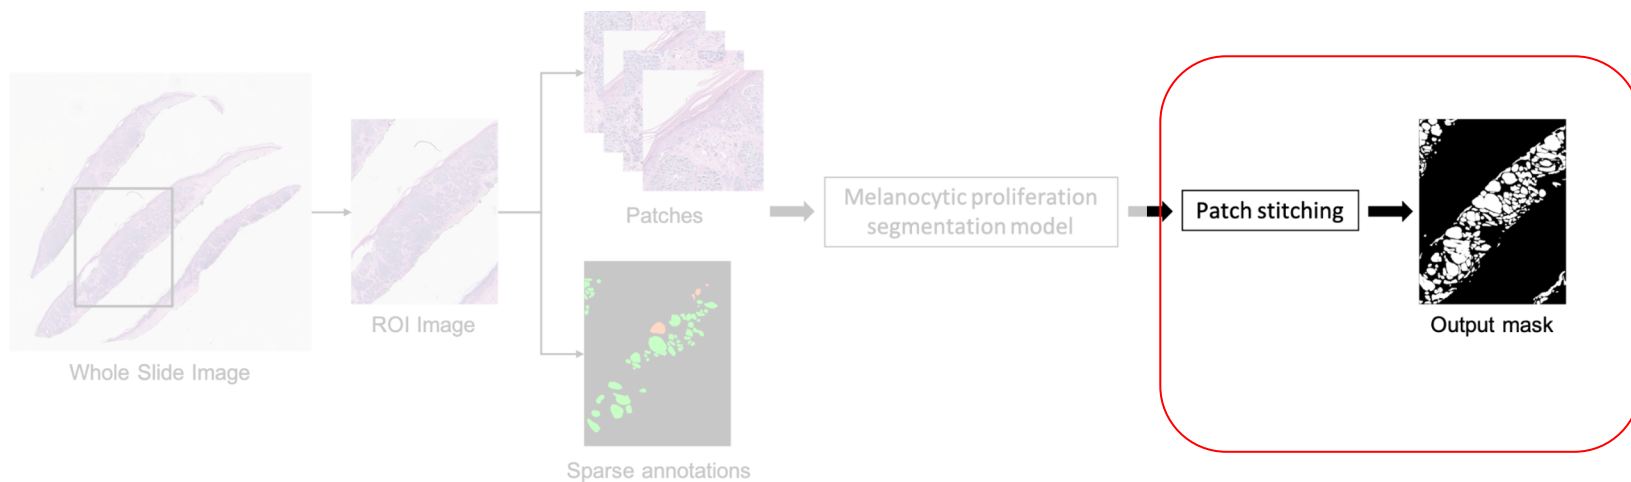 Whole Slide Image
ROI Image
Patches
Sparse annotations
Melanocytic proliferation
segmentation model
Patch stitching
Output mask